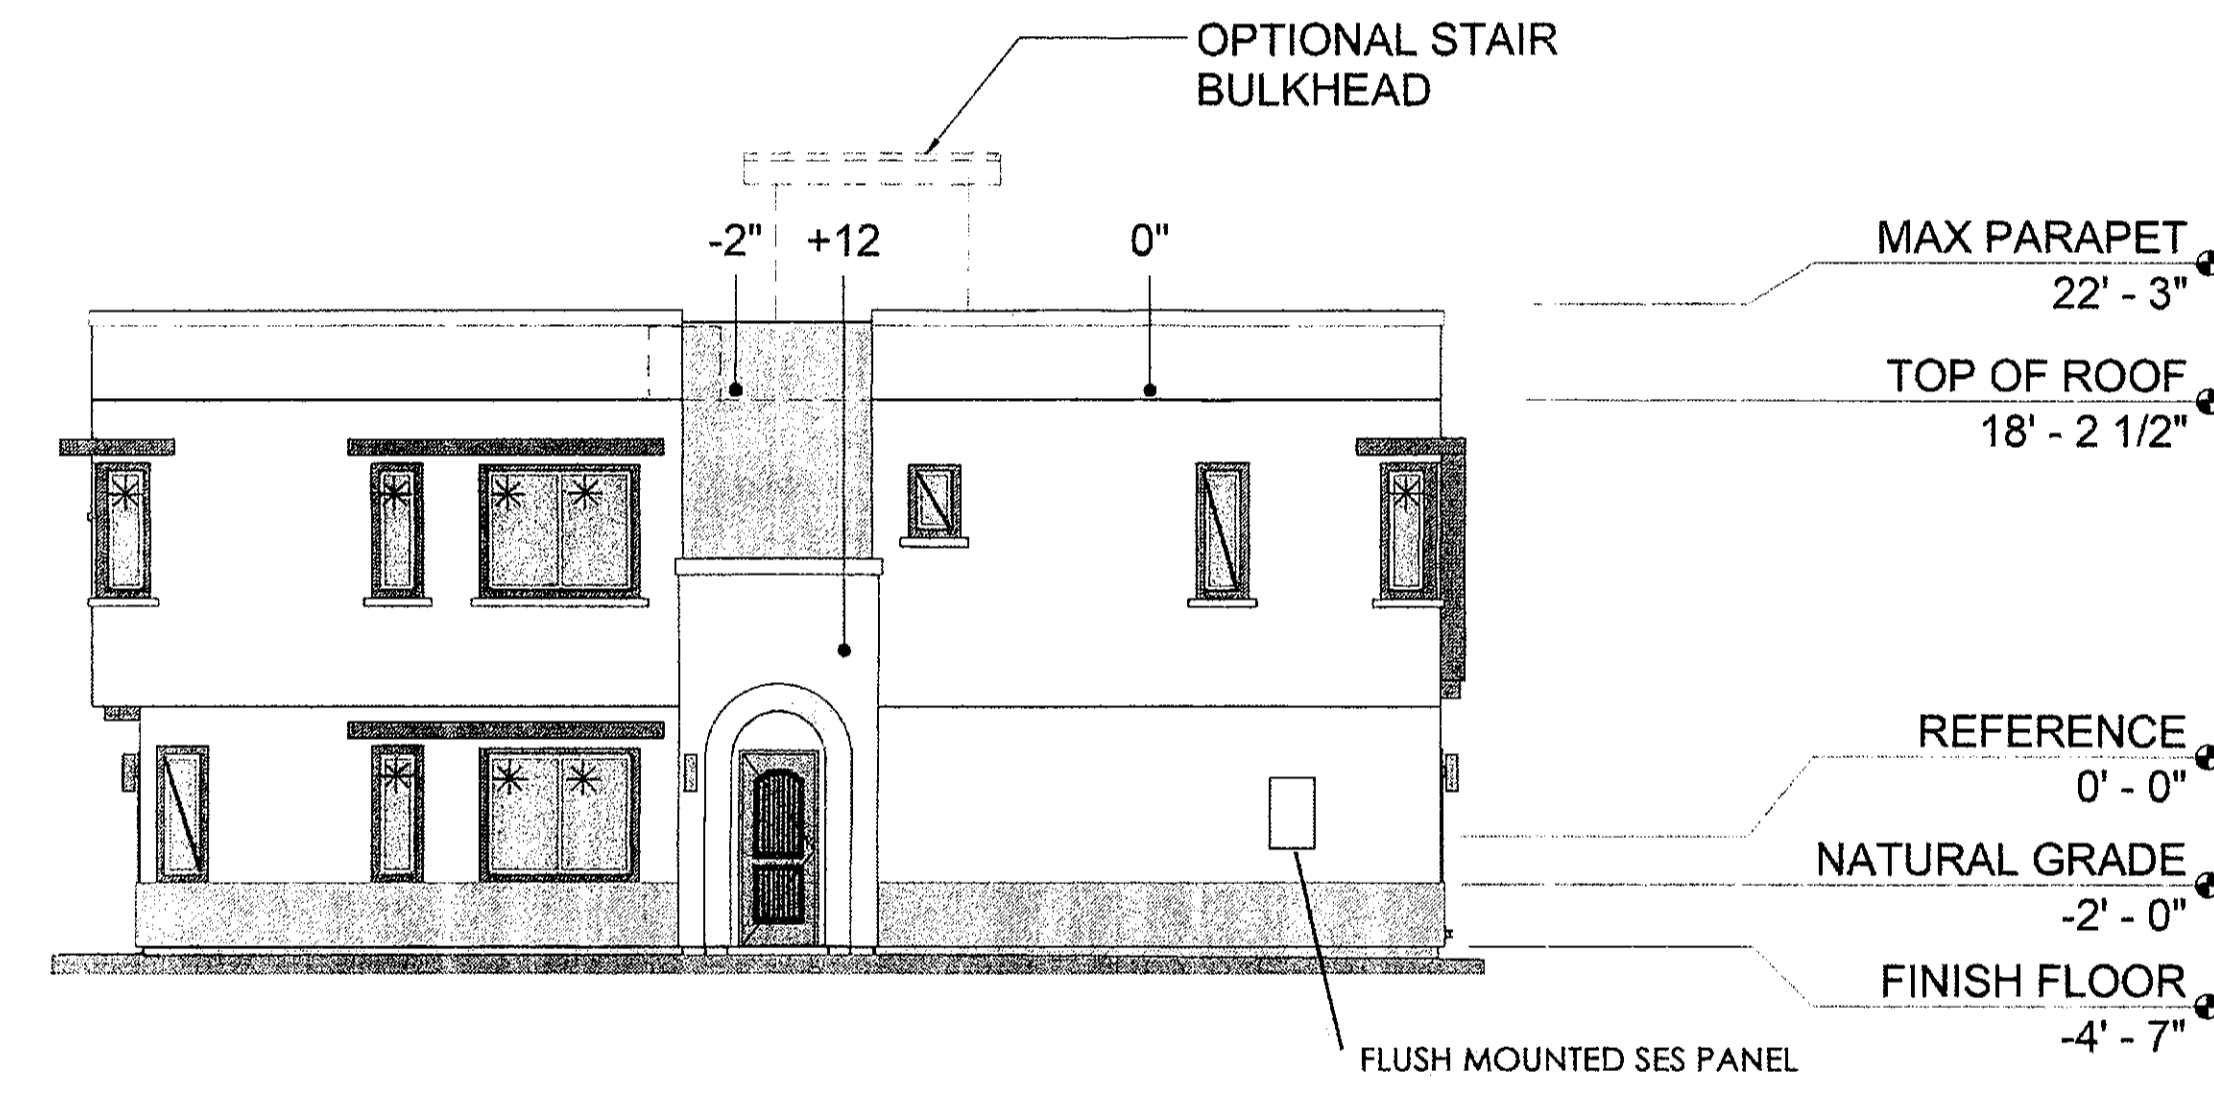 OPTIONAL STAIR
BULKHEAD
-2" +12 0"
MAX PARAPET
22' - 3"
TOP OF ROOF
18' - 2 1/2"
REFERENCE
0' - 0"
NATURAL GRADE
-2' - 0"
FINISH FLOOR
-4' - 7"
FLUSH MOUNTED SES PANEL